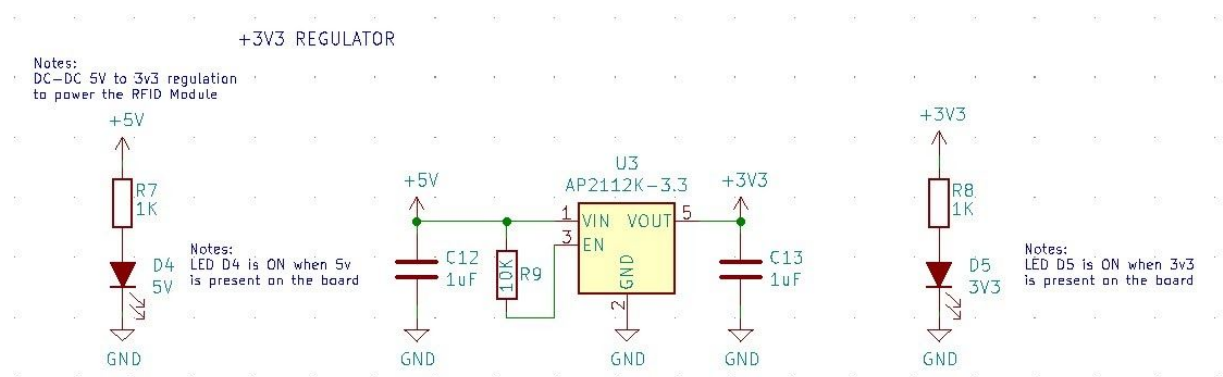 +3V3 REGULATOR
Notes:
DC-DC 5V to 3v3 regulation
to power the RFID Module
+5V
R7
1K
D4
5V
GND
Notes:
LED D4 is ON when 5v
is present on the board
+5V
C12
1uF
GND
10K
R9
U3
AP2112K-3.3
1
VIN
VOUT
5
3
EN
GND
2
GND
+3V3
C13
1uF
GND
+3V3
R8
1K
D5
3V3
GND
Notes:
LED D5 is ON when 3v3
is present on the board